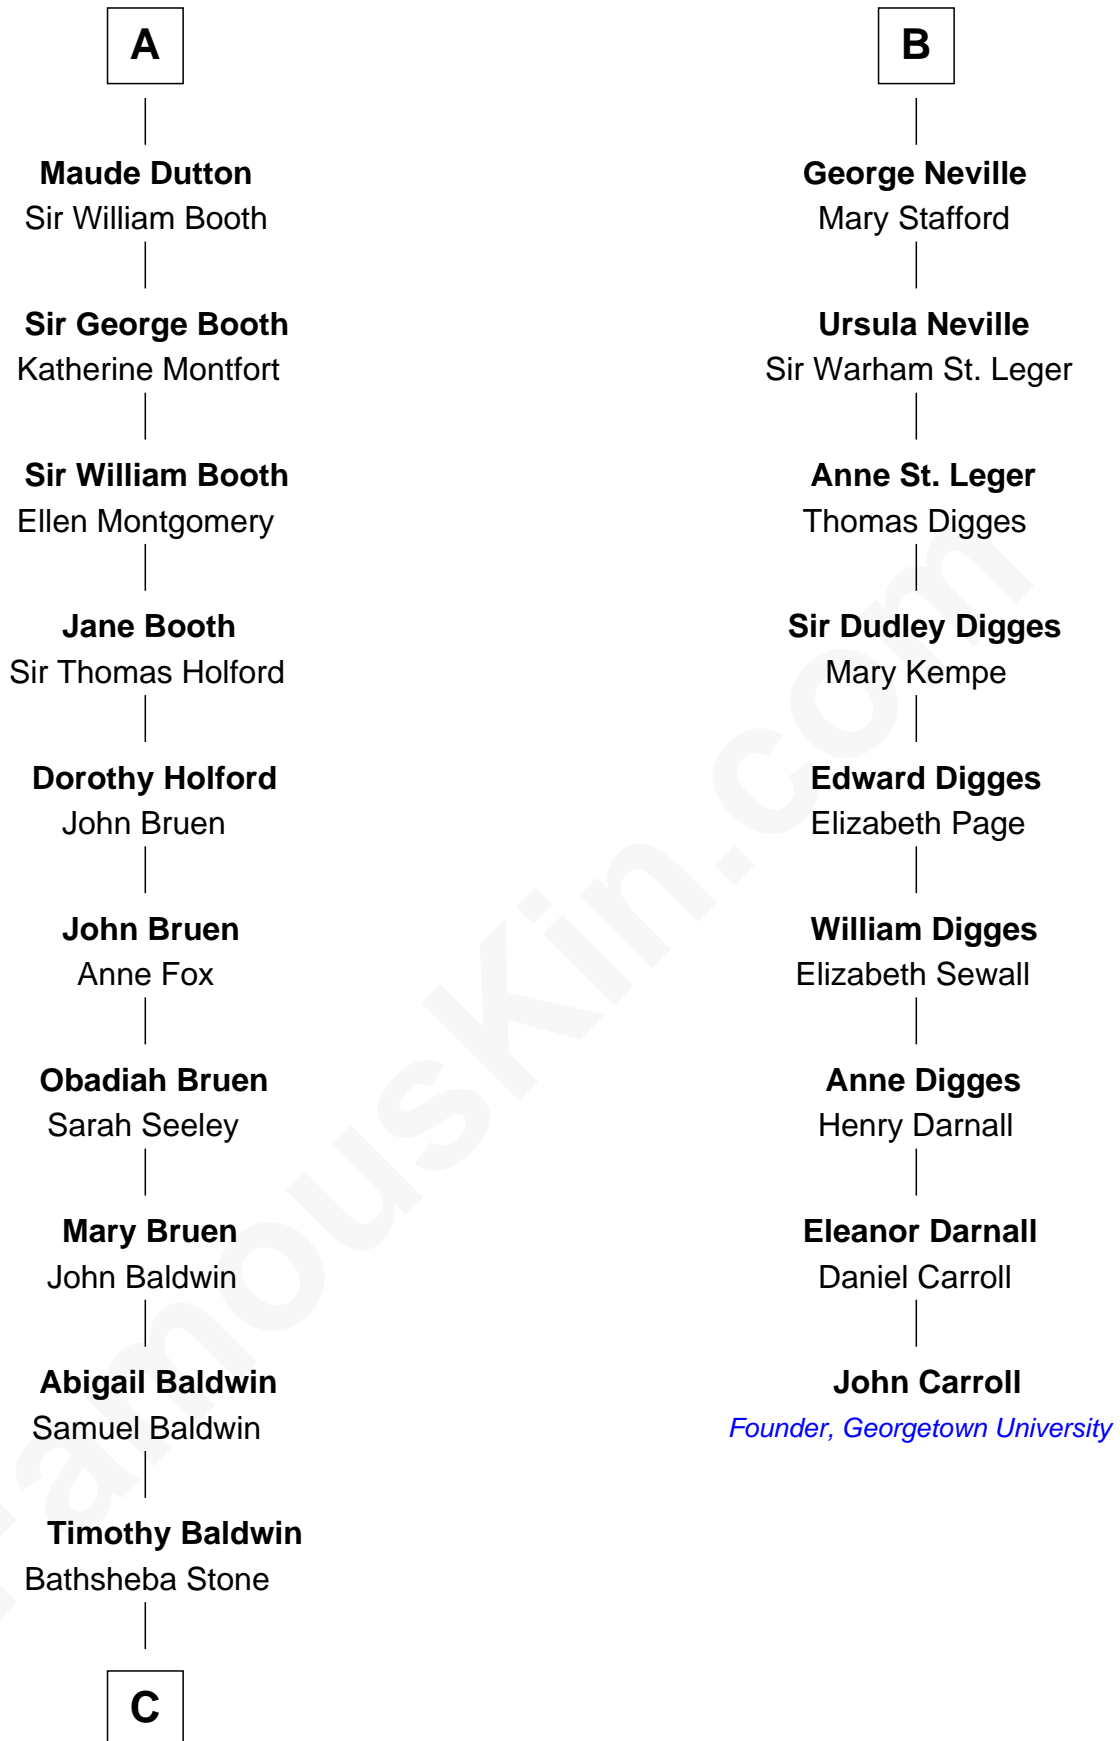 A
Maude Dutton
Sir William Booth
Sir George Booth
Katherine Montfort
Sir William Booth
Ellen Montgomery
Jane Booth
Sir Thomas Holford
Dorothy Holford
John Bruen
John Bruen
Anne Fox
Obadiah Bruen
Sarah Seeley
Mary Bruen
John Baldwin
Abigail Baldwin
Samuel Baldwin
Timothy Baldwin
Bathsheba Stone
C
B
George Neville
Mary Stafford
Ursula Neville
Sir Warham St. Leger
Anne St. Leger
Thomas Digges
Sir Dudley Digges
Mary Kempe
Edward Digges
Elizabeth Page
William Digges
Elizabeth Sewall
Anne Digges
Henry Darnall
Eleanor Darnall
Daniel Carroll
John Carroll
Founder, Georgetown University
FamousKin.com